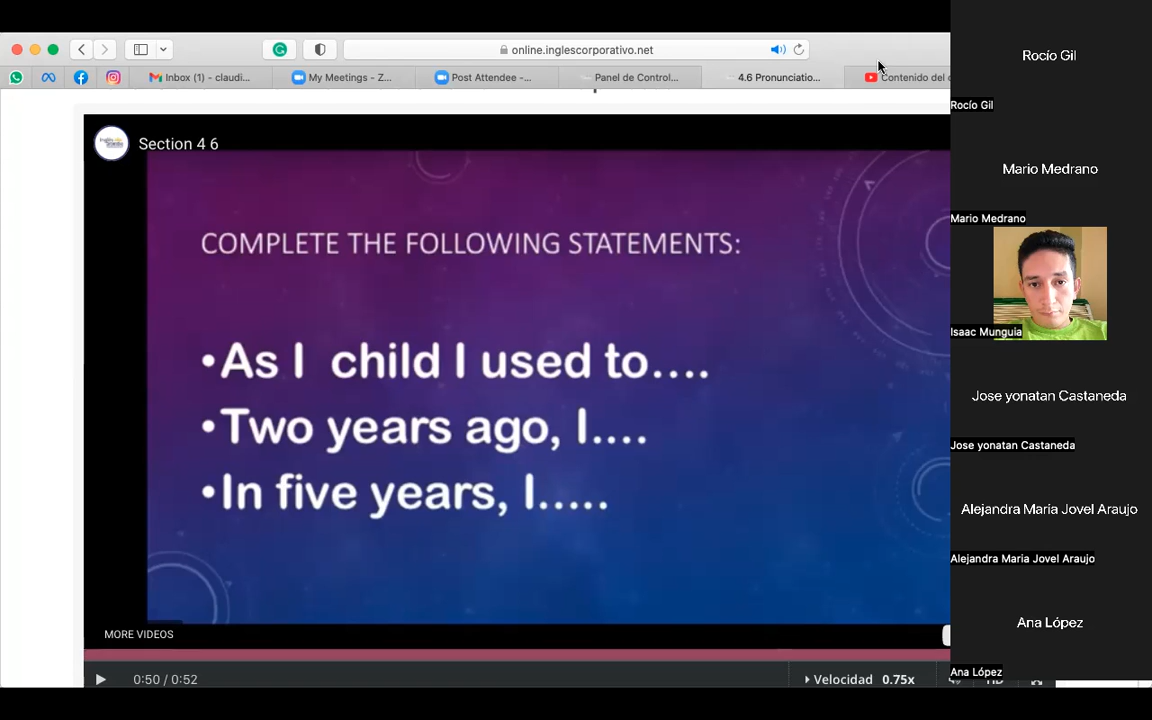 online.inglescorporativo.net
Inbox (1) - claudi...
My Meetings - Z...
Post Attendee -...
Panel de Control...
4.6 Pronunciatio...
Contenido del c
Section 4 6
COMPLETE THE FOLLOWING STATEMENTS:
•As I child I used to....
•Two years ago, I....
•In five years, I.....
MORE VIDEOS
0:50 / 0:52
Velocidad 0.75x
HD
Rocío Gil
Rocío Gil
Mario Medrano
Mario Medrano
Isaac Munguia
Jose yonatan Castaneda
Jose yonatan Castaneda
Alejandra Maria Jovel Araujo
Alejandra Maria Jovel Araujo
Ana López
Ana López